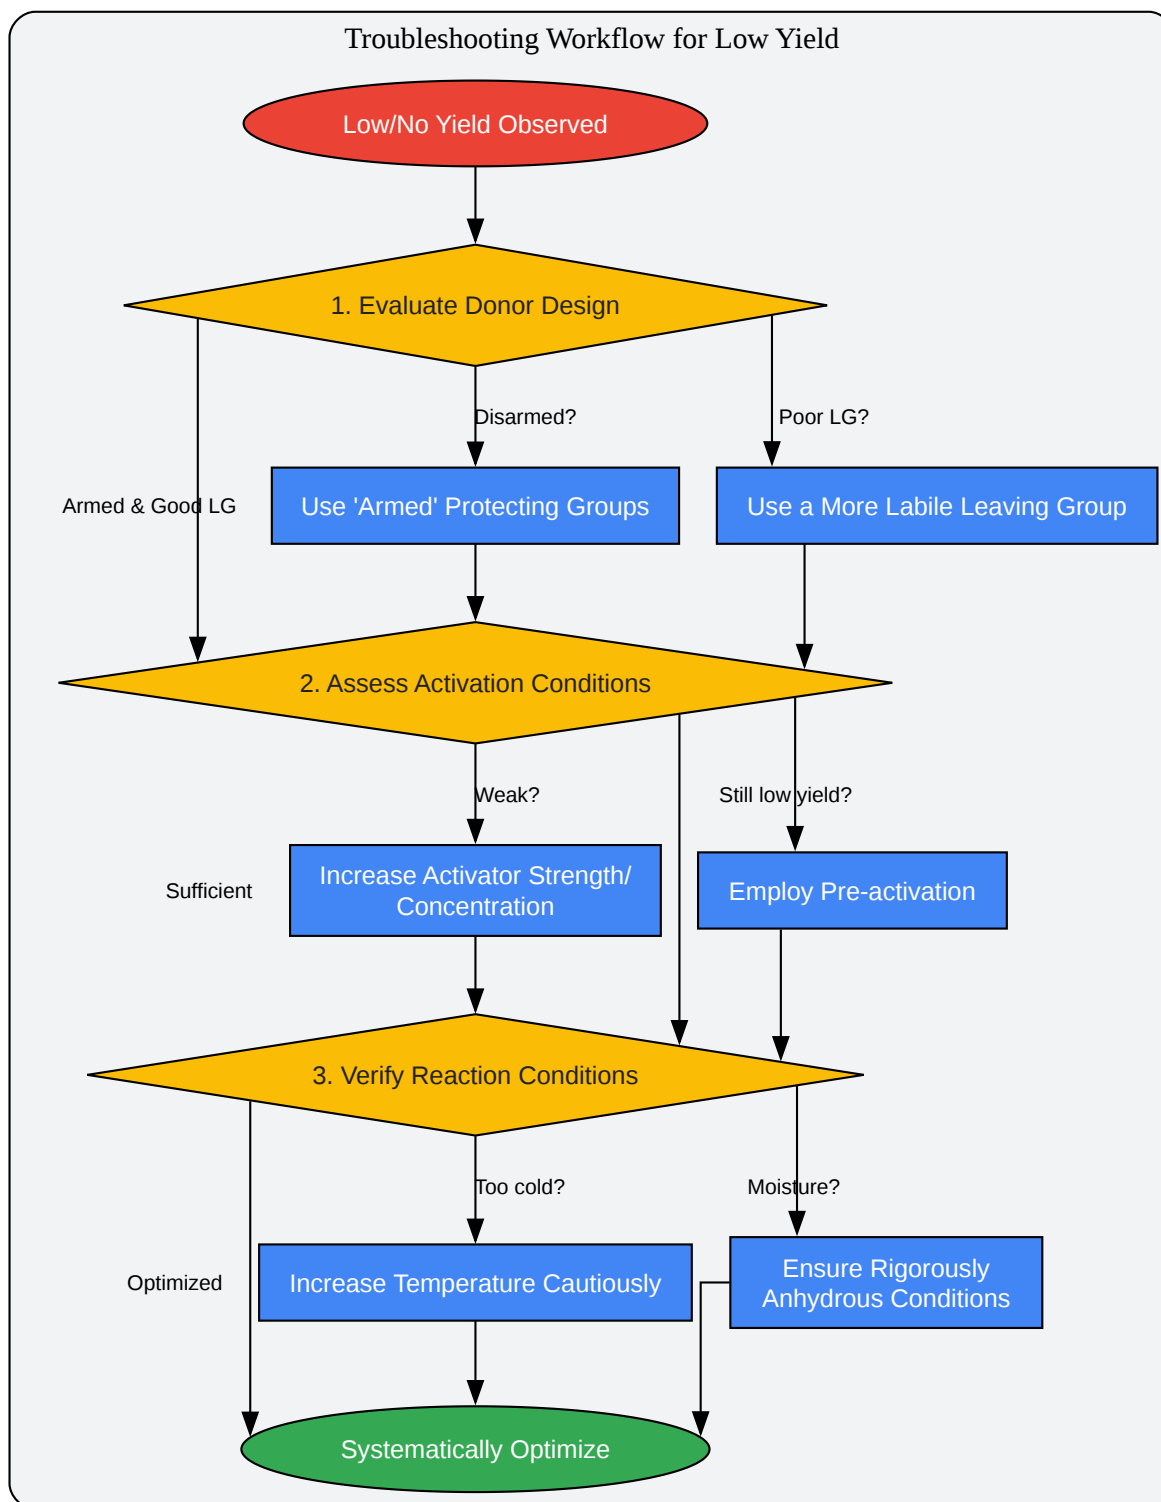 Troubleshooting Workflow for Low Yield
Low/No Yield Observed
1. Evaluate Donor Design
Disarmed?
Poor LG?
Armed & Good LG
Use 'Armed' Protecting Groups
Use a More Labile Leaving Group
2. Assess Activation Conditions
Weak?
Still low yield?
Sufficient
Increase Activator Strength/
Concentration
Employ Pre-activation
3. Verify Reaction Conditions
Too cold?
Moisture?
Optimized
Increase Temperature Cautiously
Ensure Rigorously
Anhydrous Conditions
Systematically Optimize